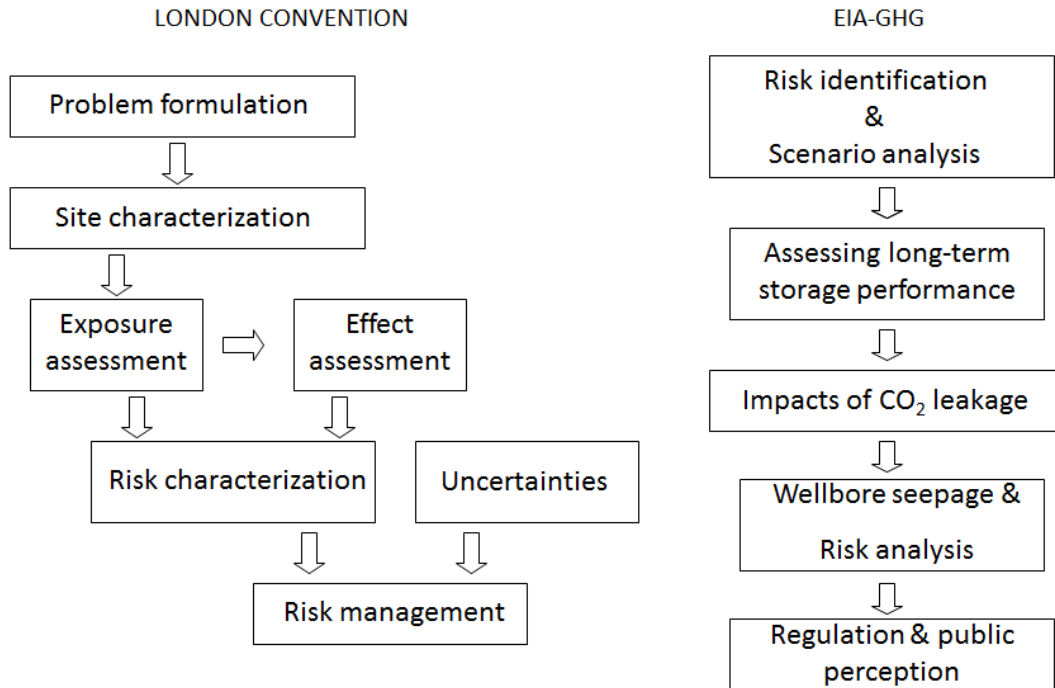 LONDON CONVENTION
Problem formulation
Site characterization
Exposure
assessment
Effect
assessment
Risk characterization
Uncertainties
Risk management
EIA-GHG
Risk identification
&
Scenario analysis
Assessing long-term
storage performance
Impacts of CO₂ leakage
Wellbore seepage &
Risk analysis
Regulation & public
perception